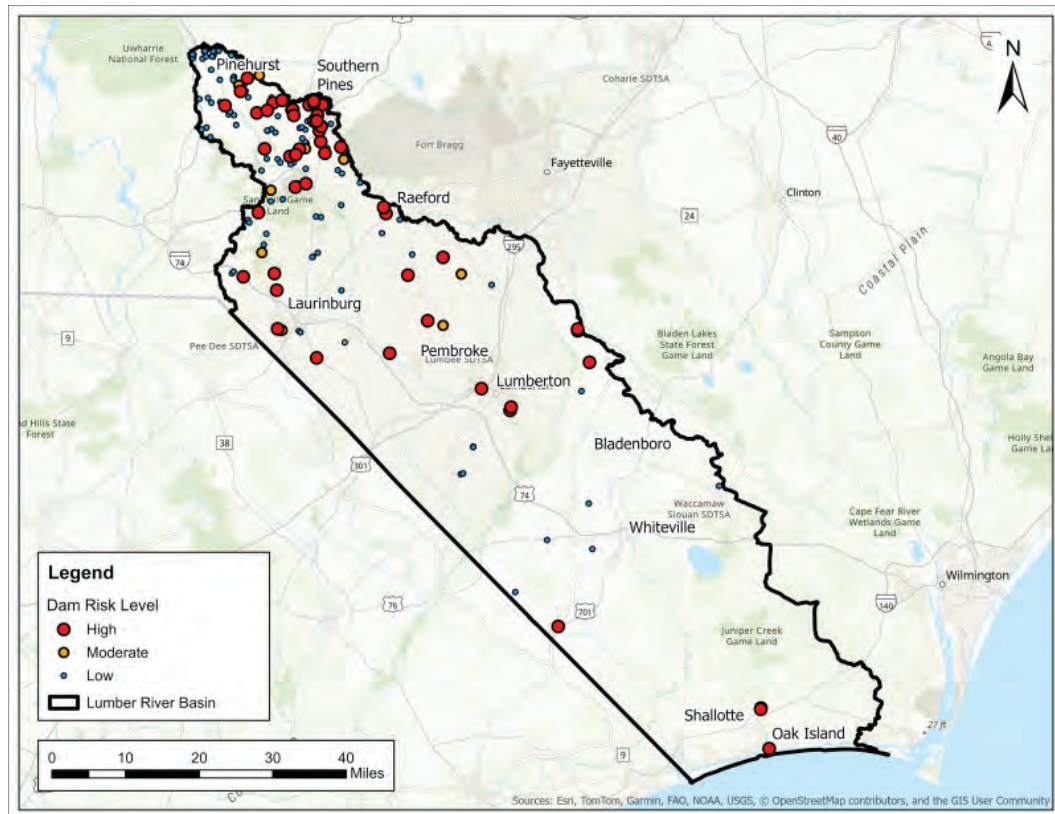 Uwharrie
National Forest
Pinehurst
Southern
Pines
Coharie SDTSA
N
40
Fort Bragg
Fayetteville
Clinton
Raeford
24
Land
74
295
Coastal Plain
Laurinburg
9
Pee Dee SDTSA
Pembroke
Lumbee SDTSA
Bladen Lakes
State Forest
Game Land
Sampson
County Game
Land
Angola Bay
Game Land
Lumberton
Hills State
Forest
38
301
Bladenboro
Holly
Game
74
Waccamaw
Siouan SDTSA
Cape Fear River
Wetlands Game
Land
Whiteville
Wilmington
76
701
140
Juniper Creek
Game Land
Legend
Dam Risk Level
High
Moderate
Low
Lumber River Basin
Shallotte
27 ft
Oak Island
9
0 10 20 30 40
Miles
Sources: Esri, TomTom, Garmin, FAO, NOAA, USGS, © OpenStreetMap contributors, and the GIS User Community